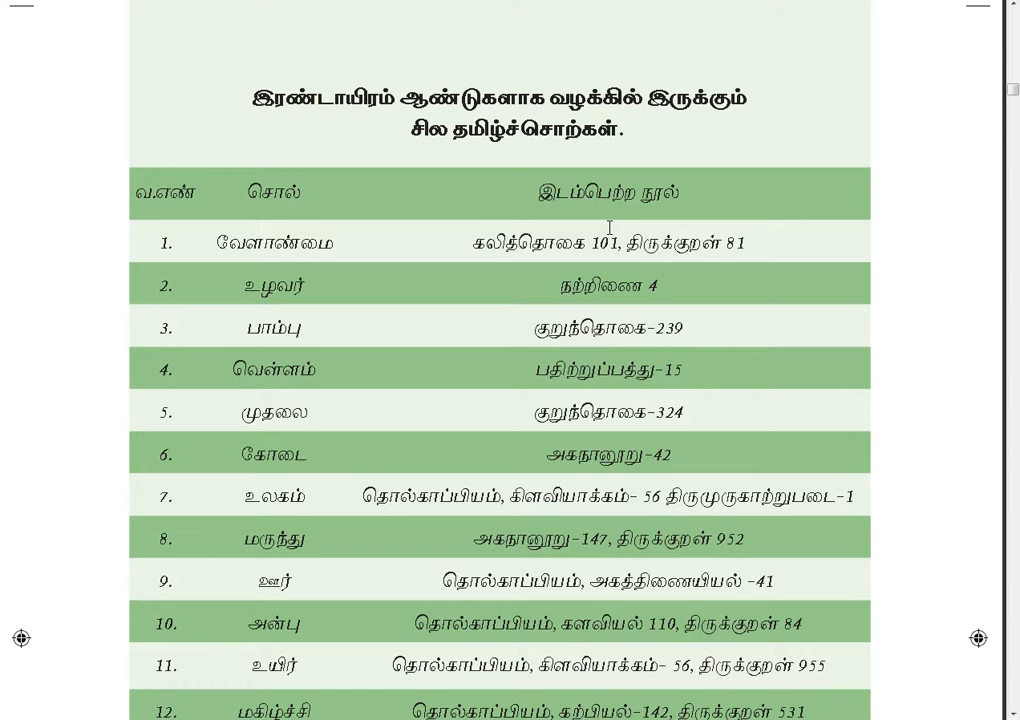 இரண்டாயிரம் ஆண்டுகளாக வழக்கில் இருக்கும்
சில தமிழ்ச்சொற்கள்.
வ.எண் சொல் இடம்பெற்ற நூல்
1. வேளாண்மை கலித்தொகை 101, திருக்குறள் 81
2. உழவர் நற்றிணை 4
3. பாம்பு குறுந்தொகை-239
4. வெள்ளம் பதிற்றுப்பத்து-15
5. முதலை குறுந்தொகை-324
6. கோடை அகநானூறு-42
7. உலகம் தொல்காப்பியம், கிளவியாக்கம்- 56 திருமுருகாற்றுபடை-1
8. மருந்து அகநானூறு-147, திருக்குறள் 952
9. ஊர் தொல்காப்பியம், அகத்திணையியல் -41
10. அன்பு தொல்காப்பியம், களவியல் 110, திருக்குறள் 84
11. உயிர் தொல்காப்பியம், கிளவியாக்கம்- 56, திருக்குறள் 955
12. மகிழ்ச்சி தொல்காப்பியம், கற்பியல்-142, திருக்குறள் 531